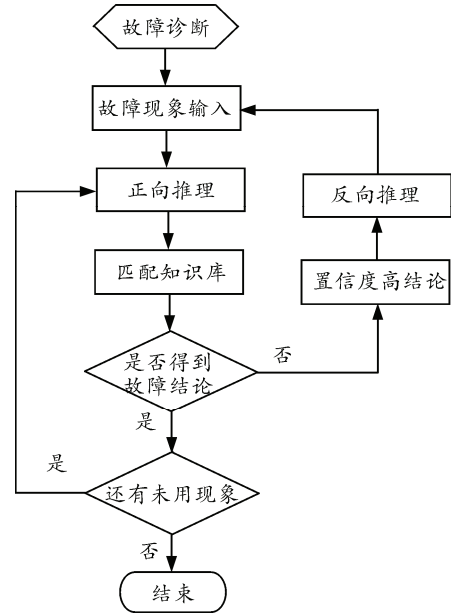 故障诊断
故障现象输入
正向推理
反向推理
匹配知识库
置信度高结论
是否得到
故障结论
否
是
是
还有未用现象
否
结束